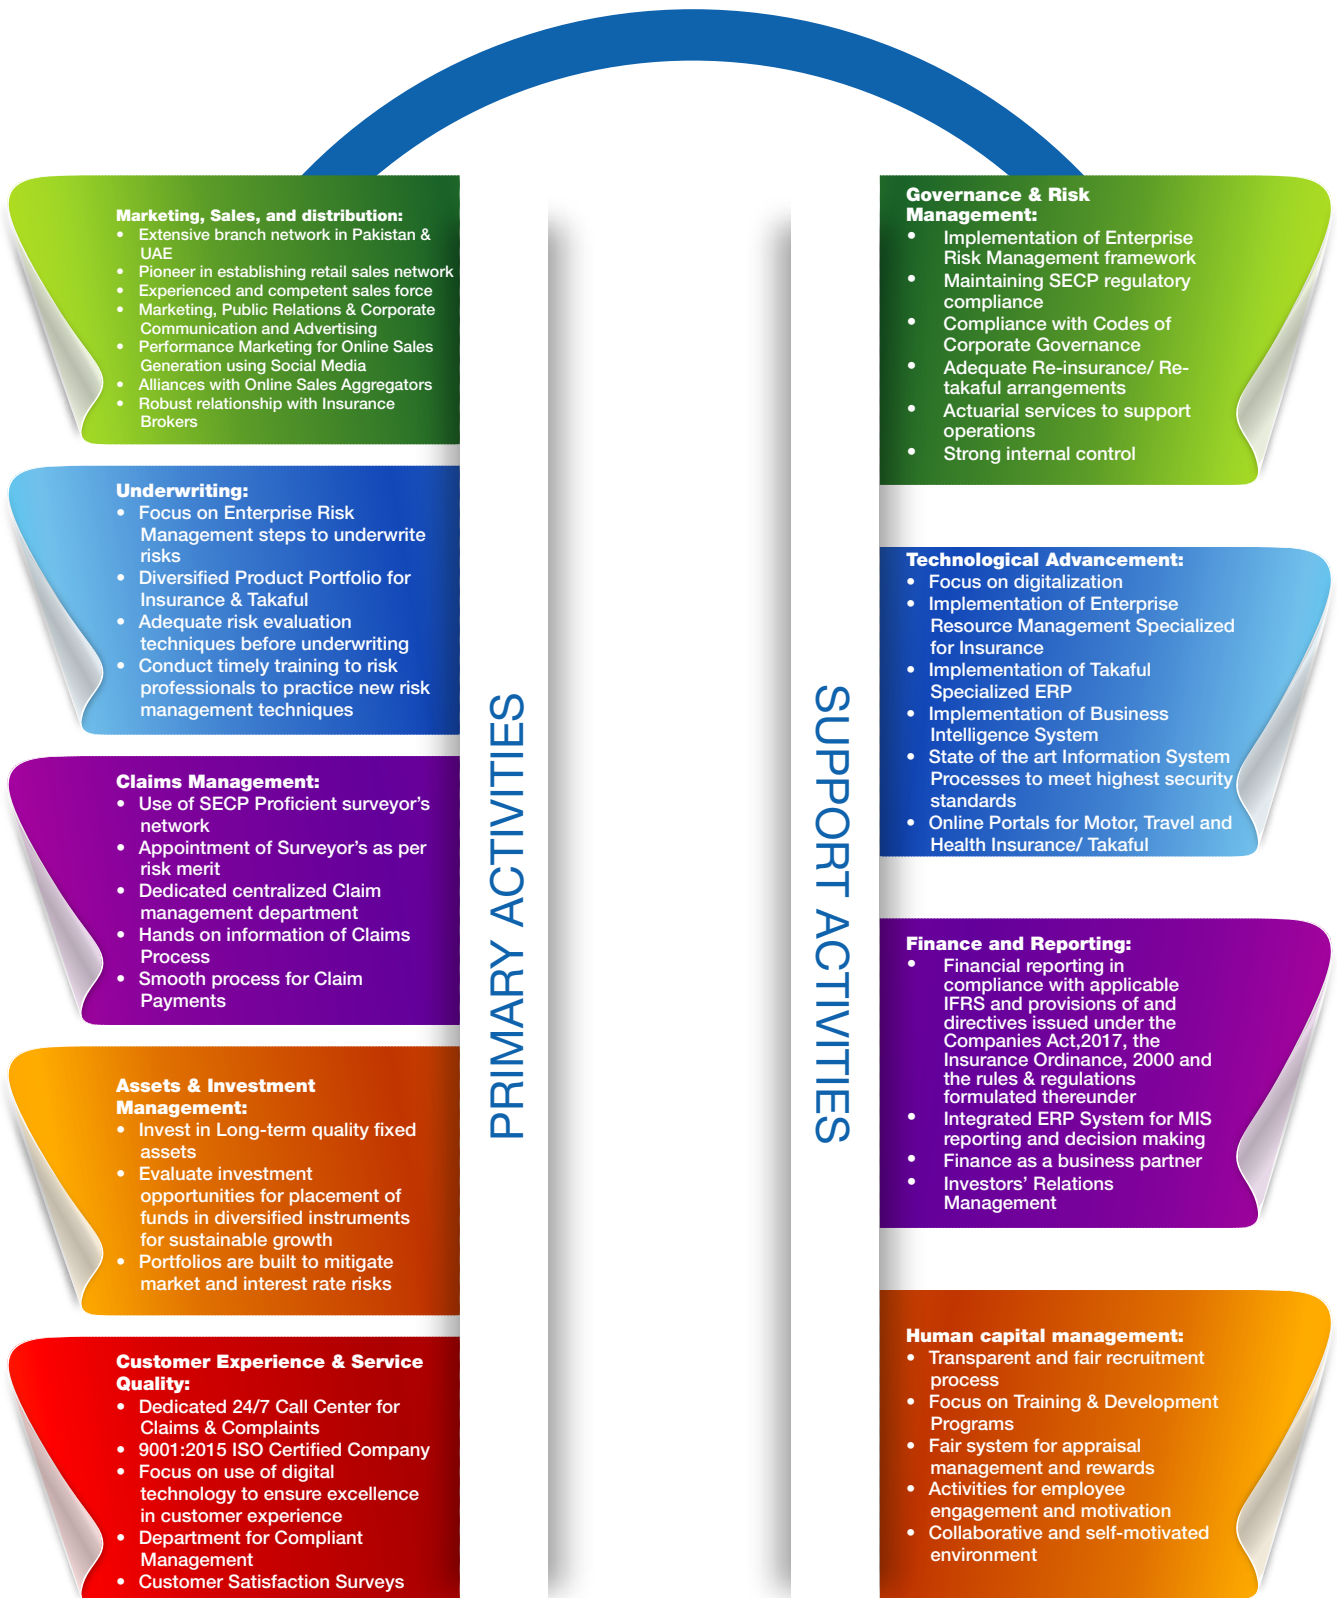 Marketing, Sales, and distribution:
• Extensive branch network in Pakistan &
UAE
• Pioneer in establishing retail sales network
• Experienced and competent sales force
• Marketing, Public Relations & Corporate
Communication and Advertising
• Performance Marketing for Online Sales
Generation using Social Media
• Alliances with Online Sales Aggregators
• Robust relationship with Insurance
Brokers
Underwriting:
• Focus on Enterprise Risk
Management steps to underwrite
risks
• Diversified Product Portfolio for
Insurance & Takaful
• Adequate risk evaluation
techniques before underwriting
• Conduct timely training to risk
professionals to practice new risk
management techniques
Claims Management:
• Use of SECP Proficient surveyor’s
network
• Appointment of Surveyor’s as per
risk merit
• Dedicated centralized Claim
management department
• Hands on information of Claims
Process
• Smooth process for Claim
Payments
Assets & Investment
Management:
• Invest in Long-term quality fixed
assets
• Evaluate investment
opportunities for placement of
funds in diversified instruments
for sustainable growth
• Portfolios are built to mitigate
market and interest rate risks
Customer Experience & Service
Quality:
• Dedicated 24/7 Call Center for
Claims & Complaints
• 9001:2015 ISO Certified Company
• Focus on use of digital
technology to ensure excellence
in customer experience
• Department for Compliant
Management
• Customer Satisfaction Surveys
PRIMARY ACTIVITIES
SUPPORT ACTIVITIES
Governance & Risk
Management:
• Implementation of Enterprise
Risk Management framework
• Maintaining SECP regulatory
compliance
• Compliance with Codes of
Corporate Governance
• Adequate Re-insurance/ Re-
takaful arrangements
• Actuarial services to support
operations
• Strong internal control
Technological Advancement:
• Focus on digitalization
• Implementation of Enterprise
Resource Management Specialized
for Insurance
• Implementation of Takaful
Specialized ERP
• Implementation of Business
Intelligence System
• State of the art Information System
Processes to meet highest security
standards
• Online Portals for Motor, Travel and
Health Insurance/ Takaful
Finance and Reporting:
• Financial reporting in
compliance with applicable
IFRS and provisions of and
directives issued under the
Companies Act,2017, the
Insurance Ordinance, 2000 and
the rules & regulations
formulated thereunder
• Integrated ERP System for MIS
reporting and decision making
• Finance as a business partner
• Investors’ Relations
Management
Human capital management:
• Transparent and fair recruitment
process
• Focus on Training & Development
Programs
• Fair system for appraisal
management and rewards
• Activities for employee
engagement and motivation
• Collaborative and self-motivated
environment